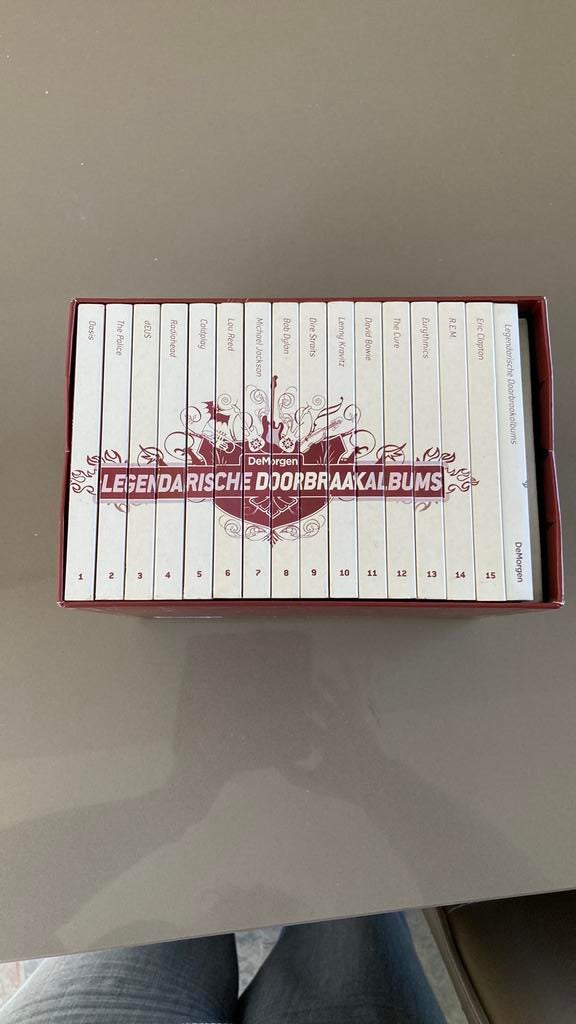 Oasis
The Police
dEUS
Radiohead
Coldplay
Lou Reed
Michael Jackson
Bob Dylan
Dire Straits
Lenny Kravitz
David Bowie
The Cure
Eurythmics
R.E.M.
Eric Clapton
Legendarische Doorbraakalbums
DeMorgen
LEGENDARISCHE DOORBRAAKALBUMS
DeMorgen
1 2 3 4 5 6 7 8 9 10 11 12 13 14 15